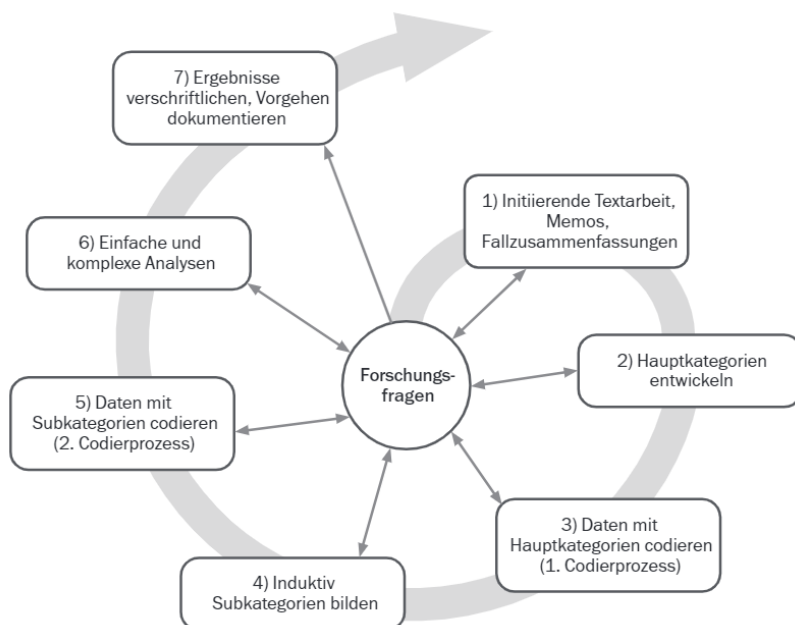 7) Ergebnisse
verschriftlichen, Vorgehen
dokumentieren
1) Initiierende Textarbeit,
Memos,
Fallzusammenfassungen
6) Einfache und
komplexe Analysen
Forschungs-
fragen
2) Hauptkategorien
entwickeln
5) Daten mit
Subkategorien codieren
(2. Codierprozess)
3) Daten mit
Hauptkategorien codieren
(1. Codierprozess)
4) Induktiv
Subkategorien bilden